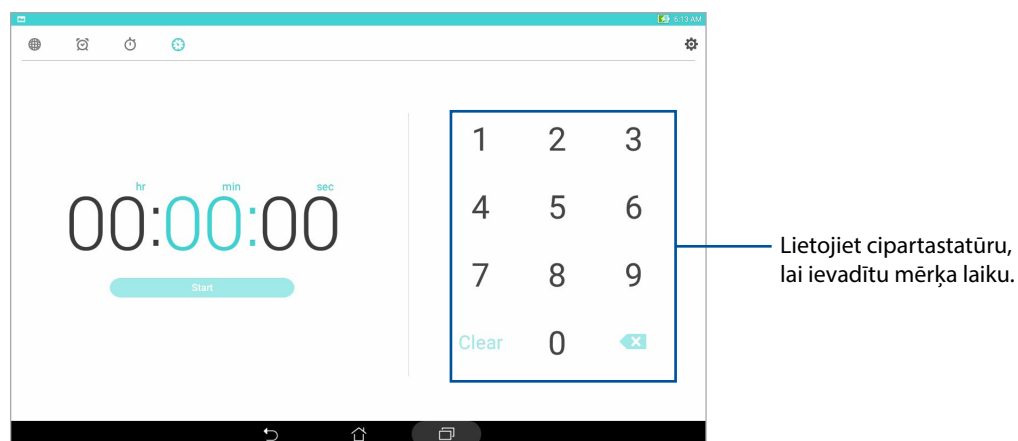 6:13 AM
hr min sec
00:00:00
Start
1 2 3
4 5 6
7 8 9
Clear 0
Lietojiet cipartastatūru,
lai ievadītu mērķa laiku.